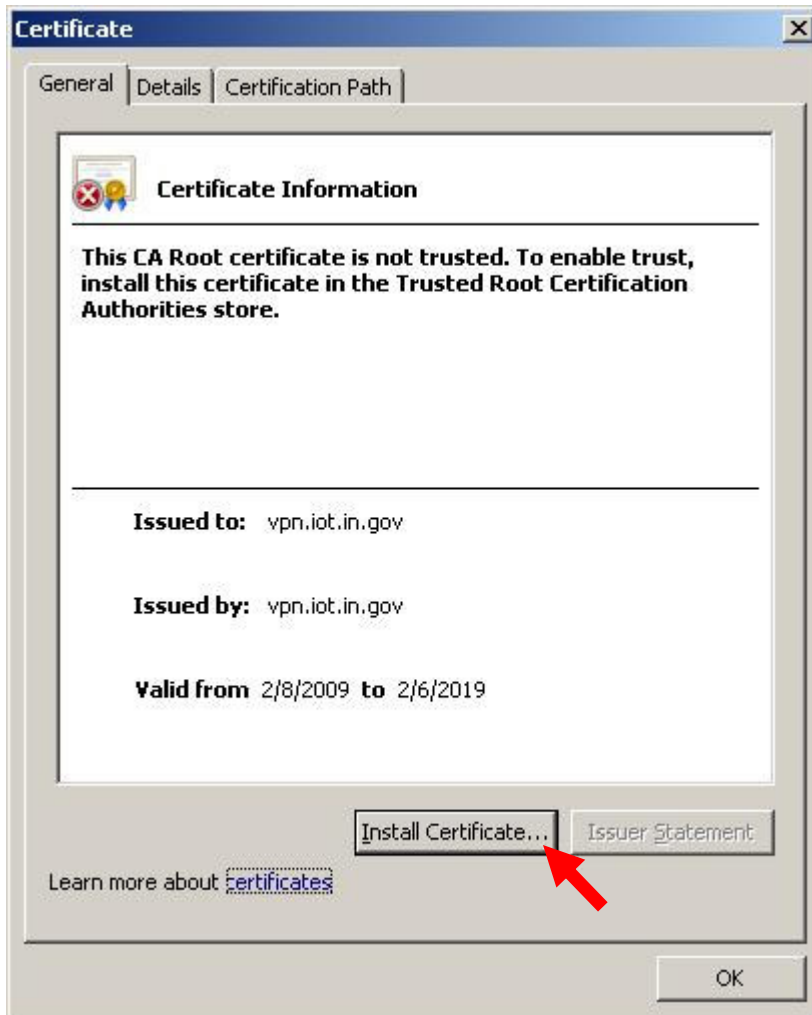 Certificate
General Details Certification Path
Certificate Information
This CA Root certificate is not trusted. To enable trust,
install this certificate in the Trusted Root Certification
Authorities store.
Issued to: vpn.iot.in.gov
Issued by: vpn.iot.in.gov
Valid from 2/8/2009 to 2/6/2019
Install Certificate... Issuer Statement
Learn more about certificates
OK